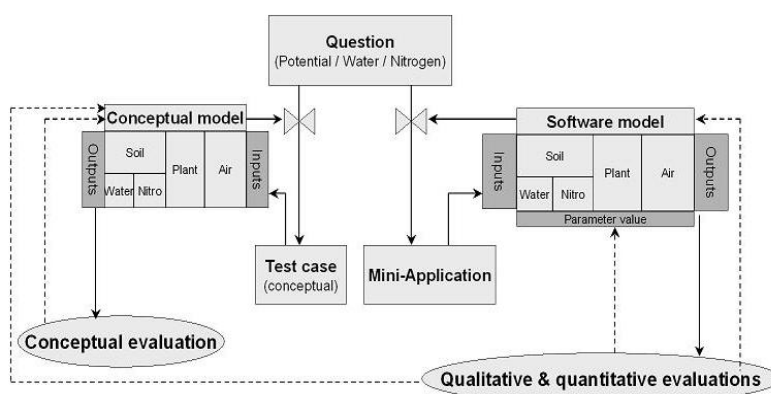 Question
(Potential / Water / Nitrogen)
Conceptual model
Outputs
Soil
Water
Nitro
Plant
Air
Inputs
Software model
Inputs
Soil
Water
Nitro
Plant
Air
Outputs
Parameter value
Test case
(conceptual)
Mini-Application
Conceptual evaluation
Qualitative & quantitative evaluations